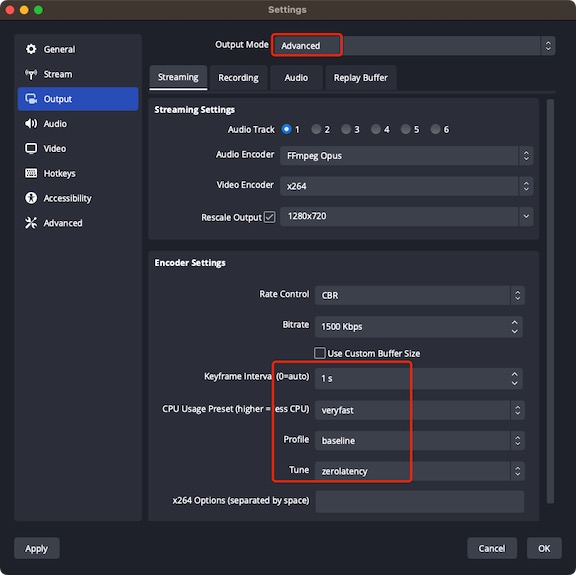 Settings
General
Stream
Output
Audio
Video
Hotkeys
Accessibility
Advanced
Output Mode Advanced
Streaming Recording Audio Replay Buffer
Streaming Settings
Audio Track 1 2 3 4 5 6
Audio Encoder FFmpeg Opus
Video Encoder x264
Rescale Output 1280x720
Encoder Settings
Rate Control CBR
Bitrate 1500 Kbps
Use Custom Buffer Size
Keyframe Interval (0=auto) 1 s
CPU Usage Preset (higher = less CPU) veryfast
Profile baseline
Tune zerolatency
x264 Options (separated by space)
Apply Cancel OK